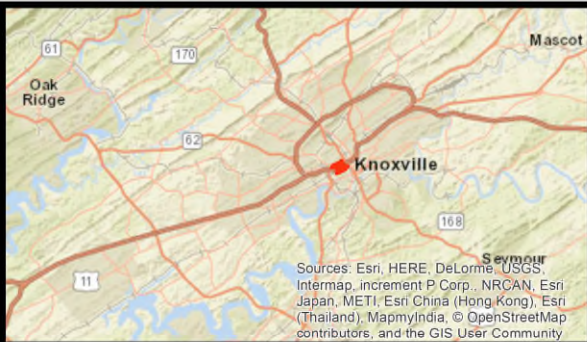 61
170
Mascot
Oak
Ridge
62
Knoxville
168
11
Seymour
Sources: Esri, HERE, DeLorme, USGS,
Intermap, increment P Corp., NRCAN, Esri
Japan, METI, Esri China (Hong Kong), Esri
(Thailand), MapmyIndia, © OpenStreetMap
contributors, and the GIS User Community